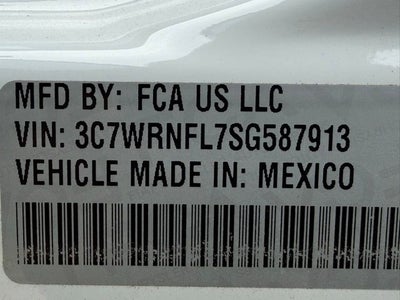 MFD BY: FCA US LLC
VIN: 3C7WRNFL7SG587913
VEHICLE MADE IN: MEXICO